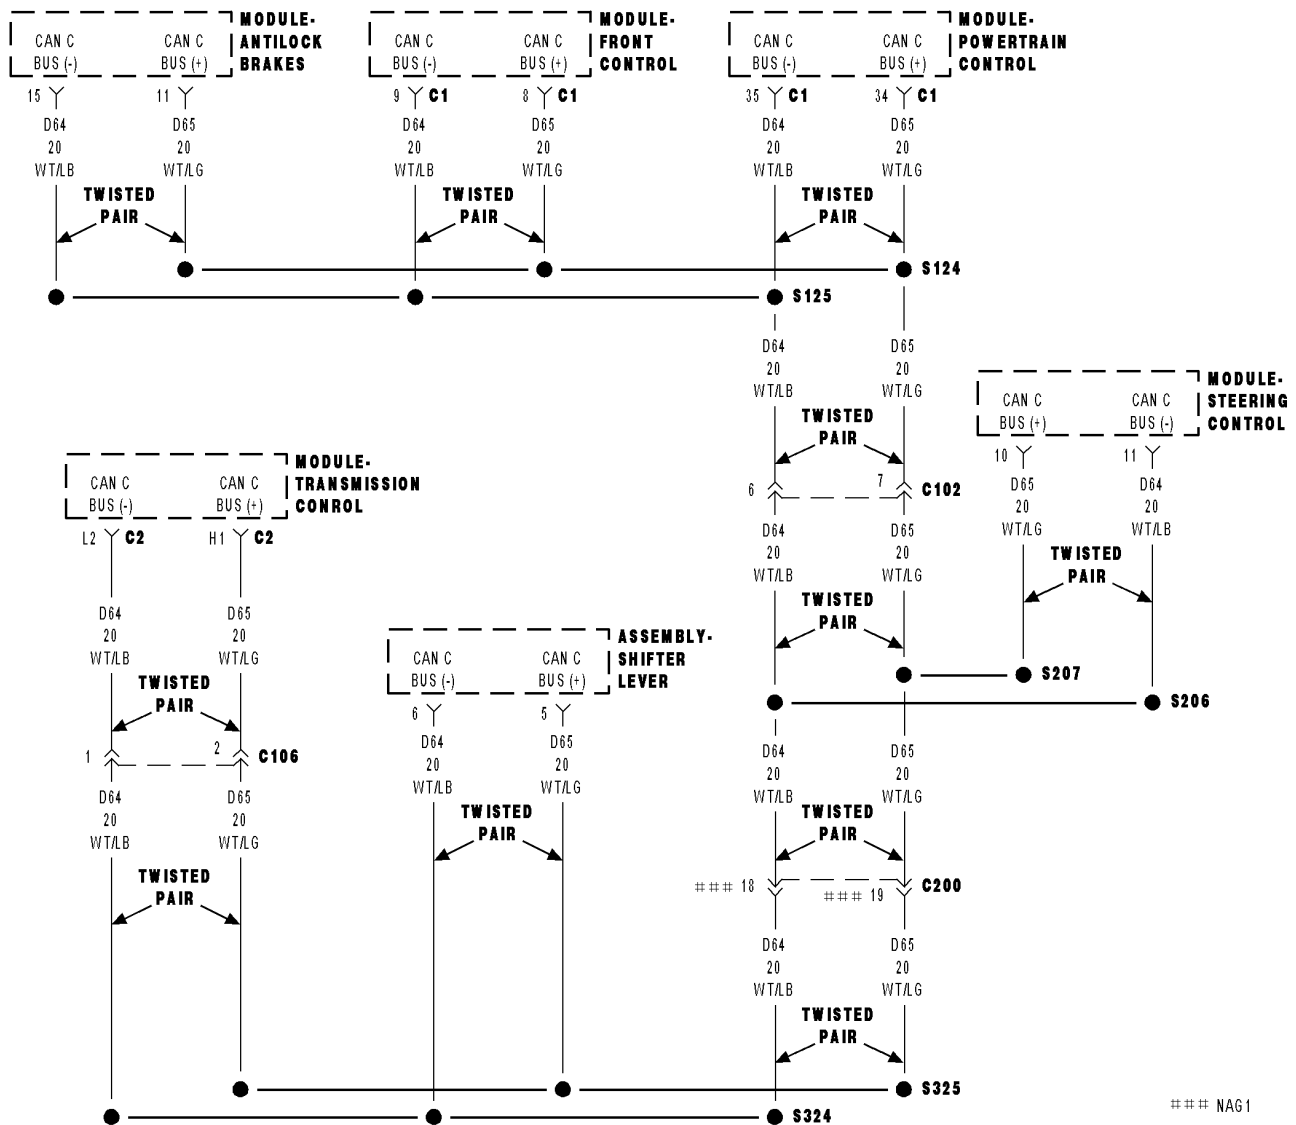 MODULE-
ANTILOCK
BRAKES
CAN C
BUS (-)
CAN C
BUS (+)
15
11
D64
20
WT/LB
D65
20
WT/LG
TWISTED
PAIR
MODULE-
FRONT
CONTROL
CAN C
BUS (-)
CAN C
BUS (+)
9 C1
8 C1
D64
20
WT/LB
D65
20
WT/LG
TWISTED
PAIR
MODULE-
POWERTRAIN
CONTROL
CAN C
BUS (-)
CAN C
BUS (+)
35 C1
34 C1
D64
20
WT/LB
D65
20
WT/LG
TWISTED
PAIR
S124
S125
D64
20
WT/LB
D65
20
WT/LG
TWISTED
PAIR
6
7
C102
D64
20
WT/LB
D65
20
WT/LG
TWISTED
PAIR
MODULE-
STEERING
CONTROL
CAN C
BUS (+)
CAN C
BUS (-)
10
11
D65
20
WT/LG
D64
20
WT/LB
TWISTED
PAIR
S207
S206
MODULE-
TRANSMISSION
CONROL
CAN C
BUS (-)
CAN C
BUS (+)
L2 C2
H1 C2
D64
20
WT/LB
D65
20
WT/LG
TWISTED
PAIR
1
2
C106
D64
20
WT/LB
D65
20
WT/LG
TWISTED
PAIR
ASSEMBLY-
SHIFTER
LEVER
CAN C
BUS (-)
CAN C
BUS (+)
6
5
D64
20
WT/LB
D65
20
WT/LG
TWISTED
PAIR
D64
20
WT/LB
D65
20
WT/LG
TWISTED
PAIR
### 18
### 19
C200
D64
20
WT/LB
D65
20
WT/LG
TWISTED
PAIR
S325
S324
### NAG1